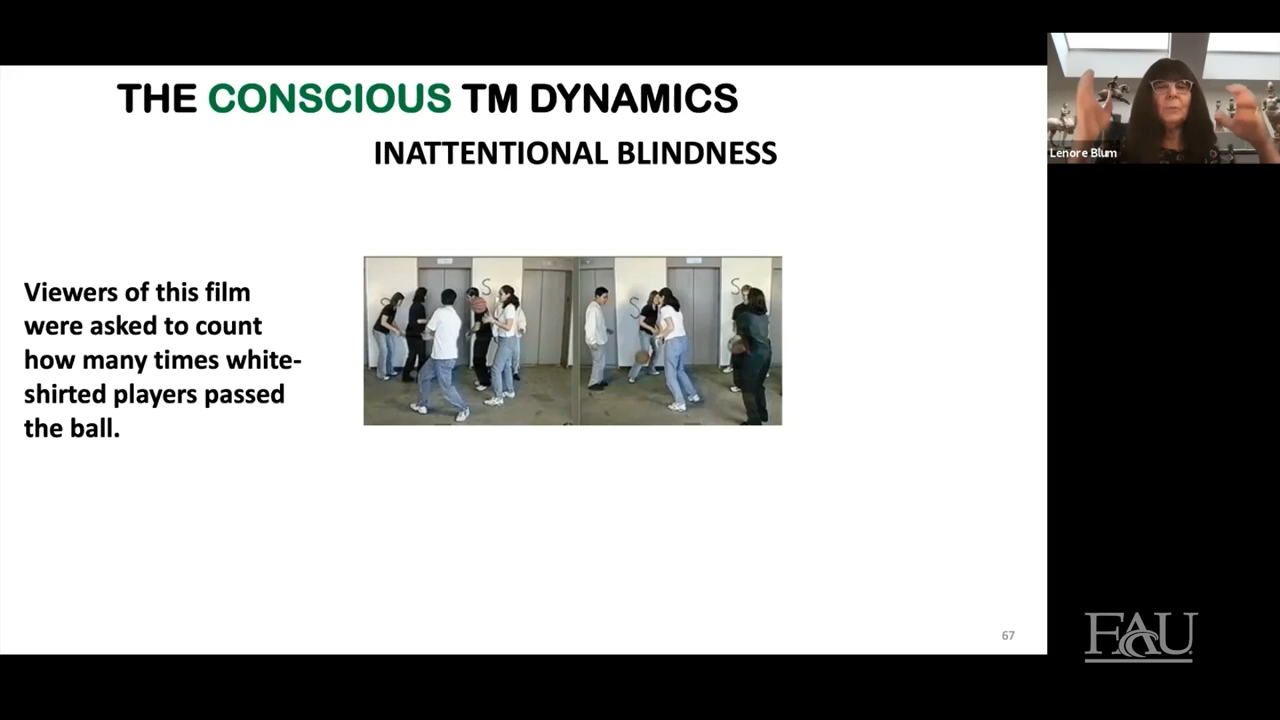 THE CONSCIOUS TM DYNAMICS
INATTENTIONAL BLINDNESS
Viewers of this film
were asked to count
how many times white-
shirted players passed
the ball.
S
S
S
S
67
Lenore Blum
FAU